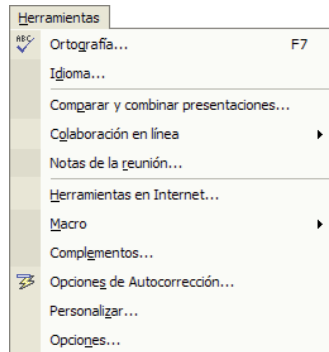 Herramientas
ABC Ortografía... F7
Idioma...
Comparar y combinar presentaciones...
Colaboración en línea
Notas de la reunión...
Herramientas en Internet...
Macro
Complementos...
Opciones de Autocorrección...
Personalizar...
Opciones...